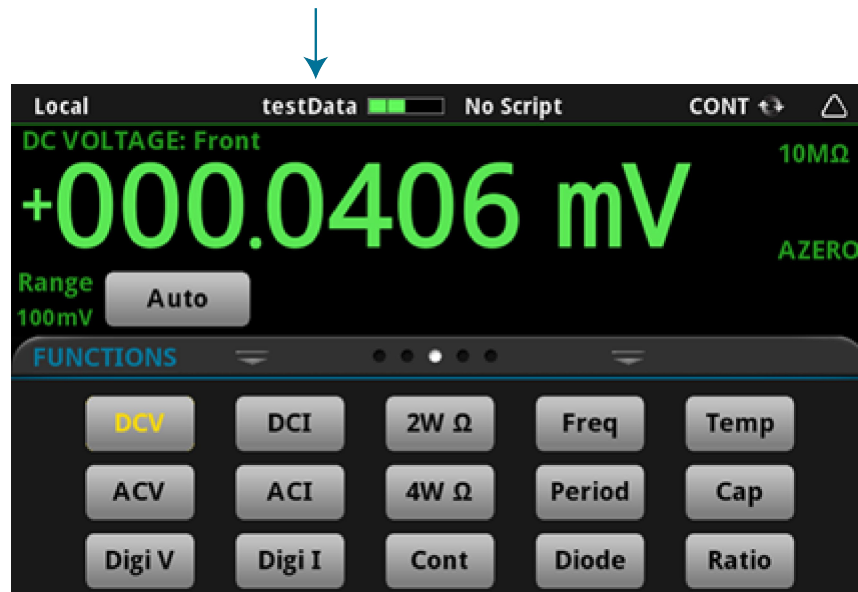 Local testData No Script CONT
DC VOLTAGE: Front
10MΩ
+000.0406 mV
AZERO
Range
100mV
Auto
FUNCTIONS
DCV DCI 2W Ω Freq Temp
ACV ACI 4W Ω Period Cap
Digi V Digi I Cont Diode Ratio